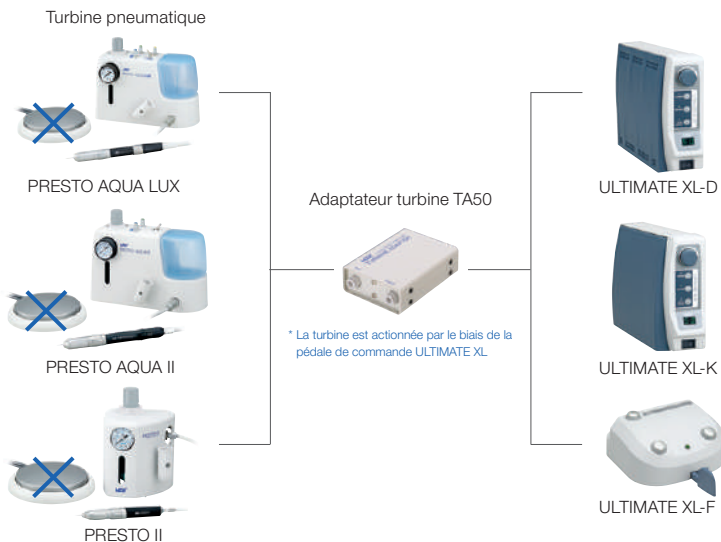 Turbine pneumatique
PRESTO AQUA LUX
PRESTO AQUA II
PRESTO II
Adaptateur turbine TA50
* La turbine est actionnée par le biais de la
pédale de commande ULTIMATE XL
ULTIMATE XL-D
ULTIMATE XL-K
ULTIMATE XL-F